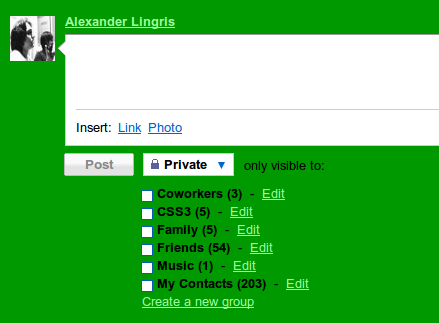 Alexander Lingris
Insert: Link Photo
Post Private ▼ only visible to:
Coworkers (3) - Edit
CSS3 (5) - Edit
Family (5) - Edit
Friends (54) - Edit
Music (1) - Edit
My Contacts (203) - Edit
Create a new group